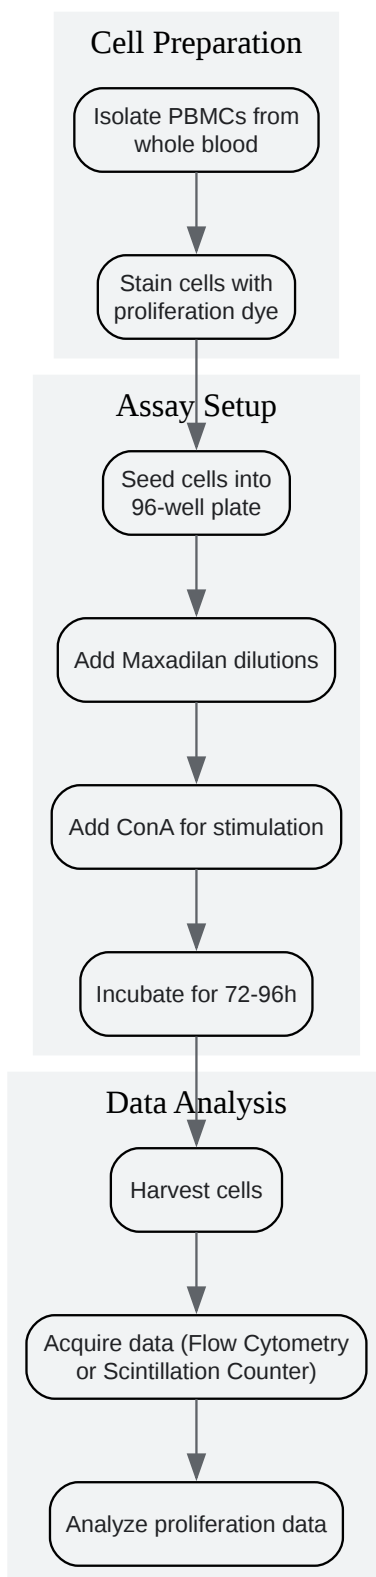 Cell Preparation
Isolate PBMCs from
whole blood
Stain cells with
proliferation dye
Assay Setup
Seed cells into
96-well plate
Add Maxadilan dilutions
Add ConA for stimulation
Incubate for 72-96h
Data Analysis
Harvest cells
Acquire data (Flow Cytometry
or Scintillation Counter)
Analyze proliferation data